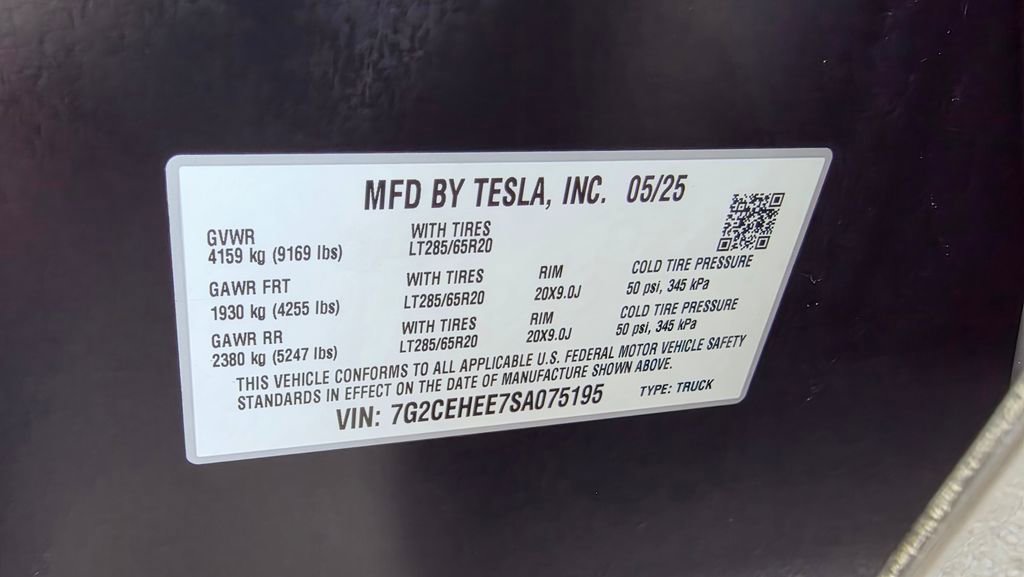 MFD BY TESLA, INC. 05/25
GVWR
4159 kg (9169 lbs)
WITH TIRES
LT285/65R20
GAWR FRT
1930 kg (4255 lbs)
WITH TIRES
LT285/65R20
RIM
20X9.0J
COLD TIRE PRESSURE
50 psi, 345 kPa
GAWR RR
2380 kg (5247 lbs)
WITH TIRES
LT285/65R20
RIM
20X9.0J
COLD TIRE PRESSURE
50 psi, 345 kPa
THIS VEHICLE CONFORMS TO ALL APPLICABLE U.S. FEDERAL MOTOR VEHICLE SAFETY
STANDARDS IN EFFECT ON THE DATE OF MANUFACTURE SHOWN ABOVE.
VIN: 7G2CEHEE7SA075195
TYPE: TRUCK